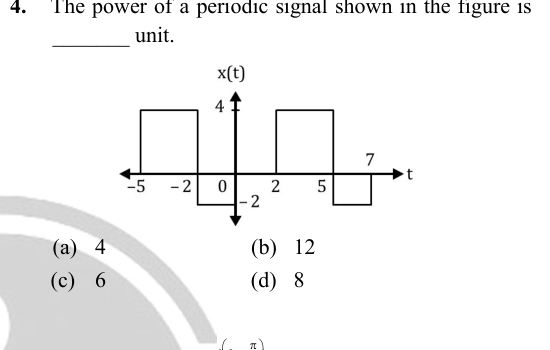 4. The power of a periodic signal shown in the figure is
________ unit.
x(t)
4
7
t
-5 -2 0 2 5
-2
(a) 4 (b) 12
(c) 6 (d) 8
π